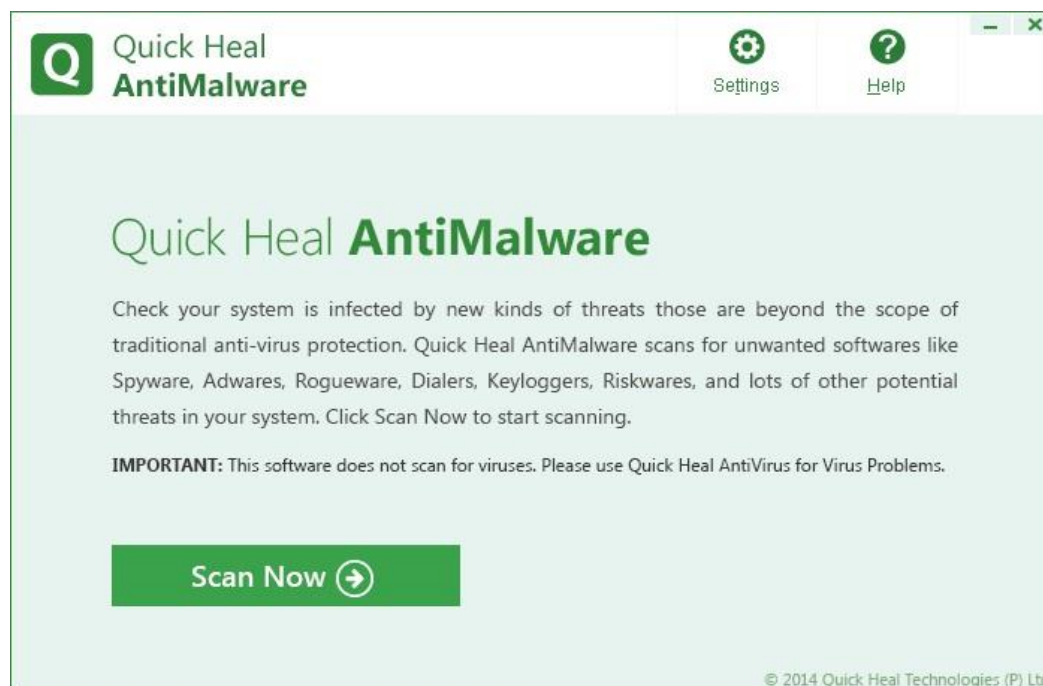 Q
Quick Heal
AntiMalware
Settings
Help
Quick Heal AntiMalware
Check your system is infected by new kinds of threats those are beyond the scope of
traditional anti-virus protection. Quick Heal AntiMalware scans for unwanted softwares like
Spyware, Adwares, Rogueware, Dialers, Keyloggers, Riskwares, and lots of other potential
threats in your system. Click Scan Now to start scanning.
IMPORTANT: This software does not scan for viruses. Please use Quick Heal AntiVirus for Virus Problems.
Scan Now
© 2014 Quick Heal Technologies (P) Lt